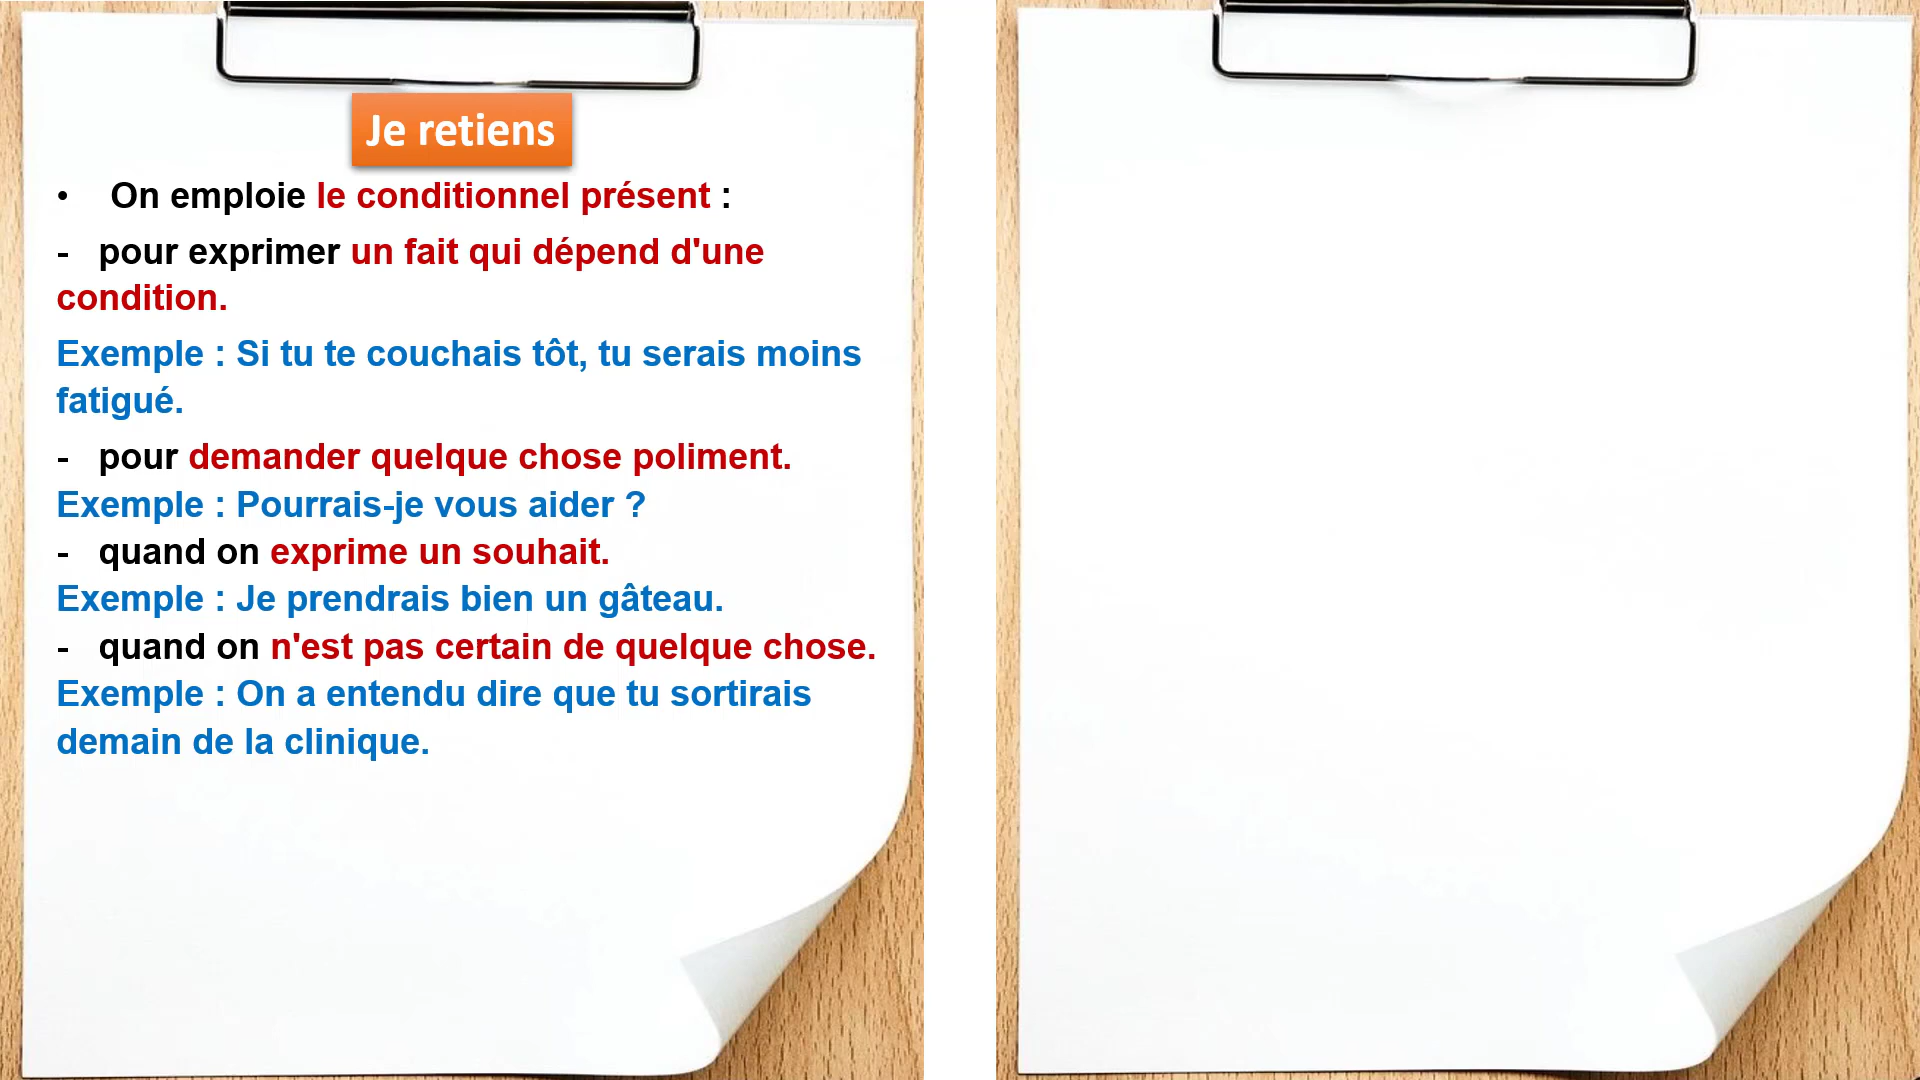 Je retiens
• On emploie le conditionnel présent :
- pour exprimer un fait qui dépend d'une
condition.
Exemple : Si tu te couchais tôt, tu serais moins
fatigué.
- pour demander quelque chose poliment.
Exemple : Pourrais-je vous aider ?
- quand on exprime un souhait.
Exemple : Je prendrais bien un gâteau.
- quand on n'est pas certain de quelque chose.
Exemple : On a entendu dire que tu sortirais
demain de la clinique.